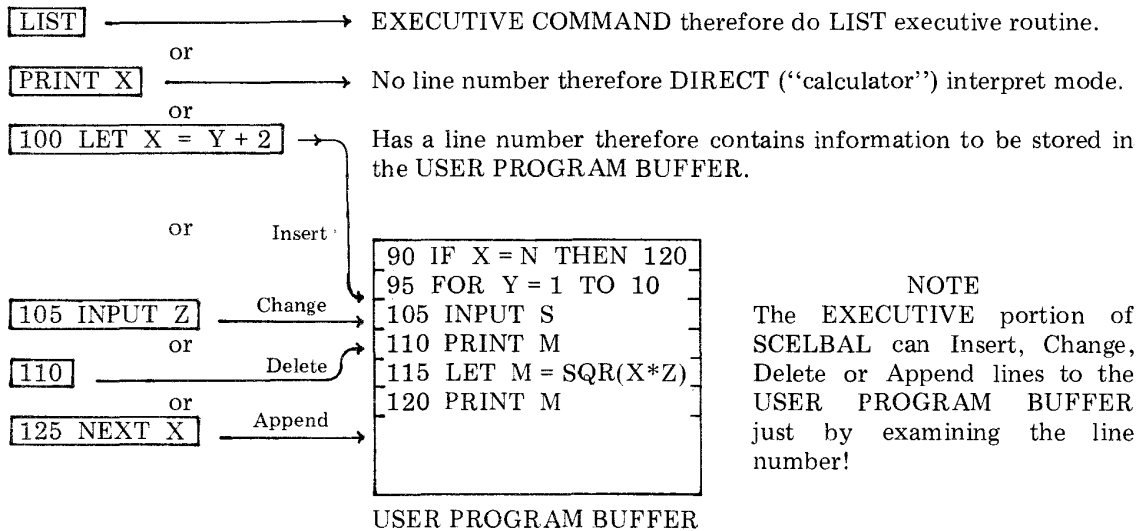 LIST EXECUTIVE COMMAND therefore do LIST executive routine.
or
PRINT X No line number therefore DIRECT (“calculator”) interpret mode.
or
100 LET X = Y + 2 Has a line number therefore contains information to be stored in
the USER PROGRAM BUFFER.
or Insert
90 IF X = N THEN 120
95 FOR Y = 1 TO 10
105 INPUT S
110 PRINT M
115 LET M = SQR(X*Z)
120 PRINT M
105 INPUT Z Change
or
110 Delete
or
125 NEXT X Append
USER PROGRAM BUFFER
NOTE
The EXECUTIVE portion of
SCELBAL can Insert, Change,
Delete or Append lines to the
USER PROGRAM BUFFER
just by examining the line
number!